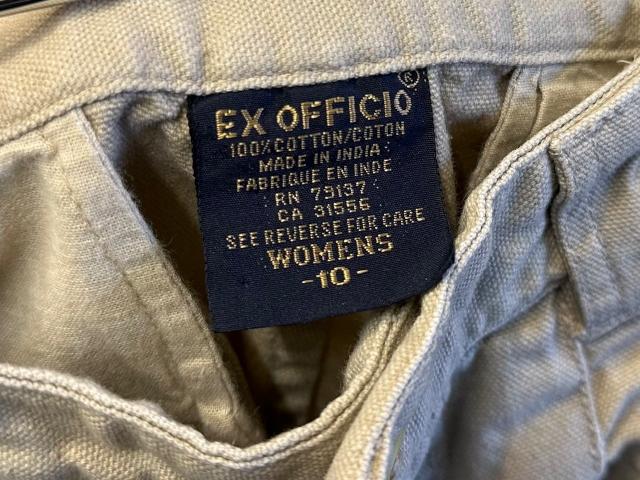 EX OFFICIO®
100% COTTON/COTON
MADE IN INDIA
FABRIQUE EN INDE
RN 79137
CA 31556
SEE REVERSE FOR CARE
WOMENS
-10-